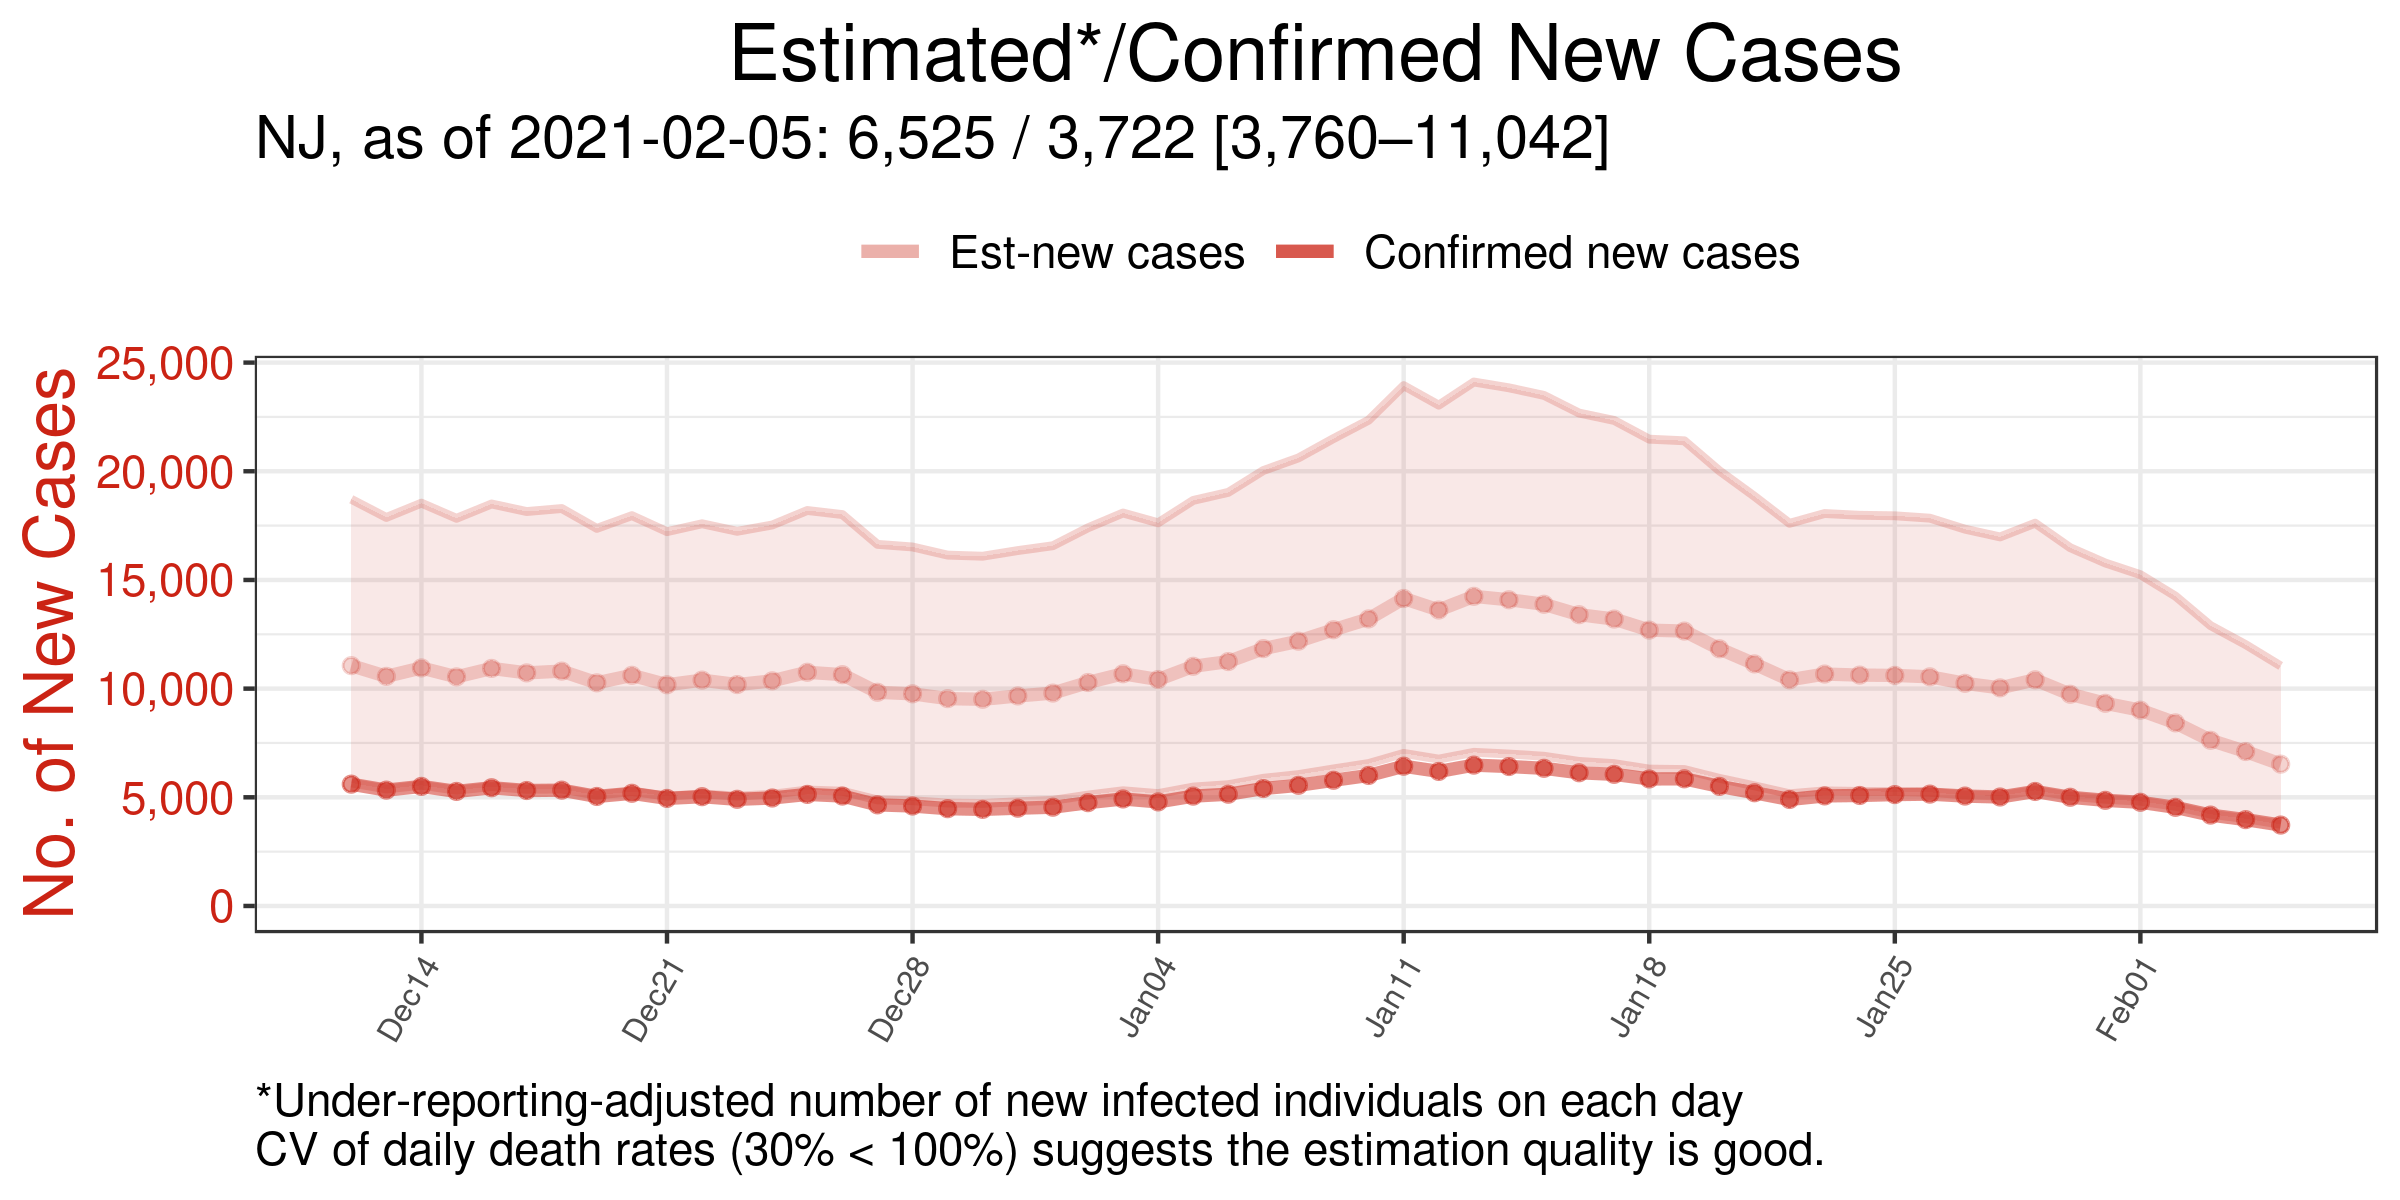 Estimated*/Confirmed New Cases
NJ, as of 2021-02-05: 6,525 / 3,722 [3,760–11,042]
Est-new cases
Confirmed new cases
No. of New Cases
25,000
20,000
15,000
10,000
5,000
0
Dec14
Dec21
Dec28
Jan04
Jan11
Jan18
Jan25
Feb01
*Under-reporting-adjusted number of new infected individuals on each day
CV of daily death rates (30% < 100%) suggests the estimation quality is good.